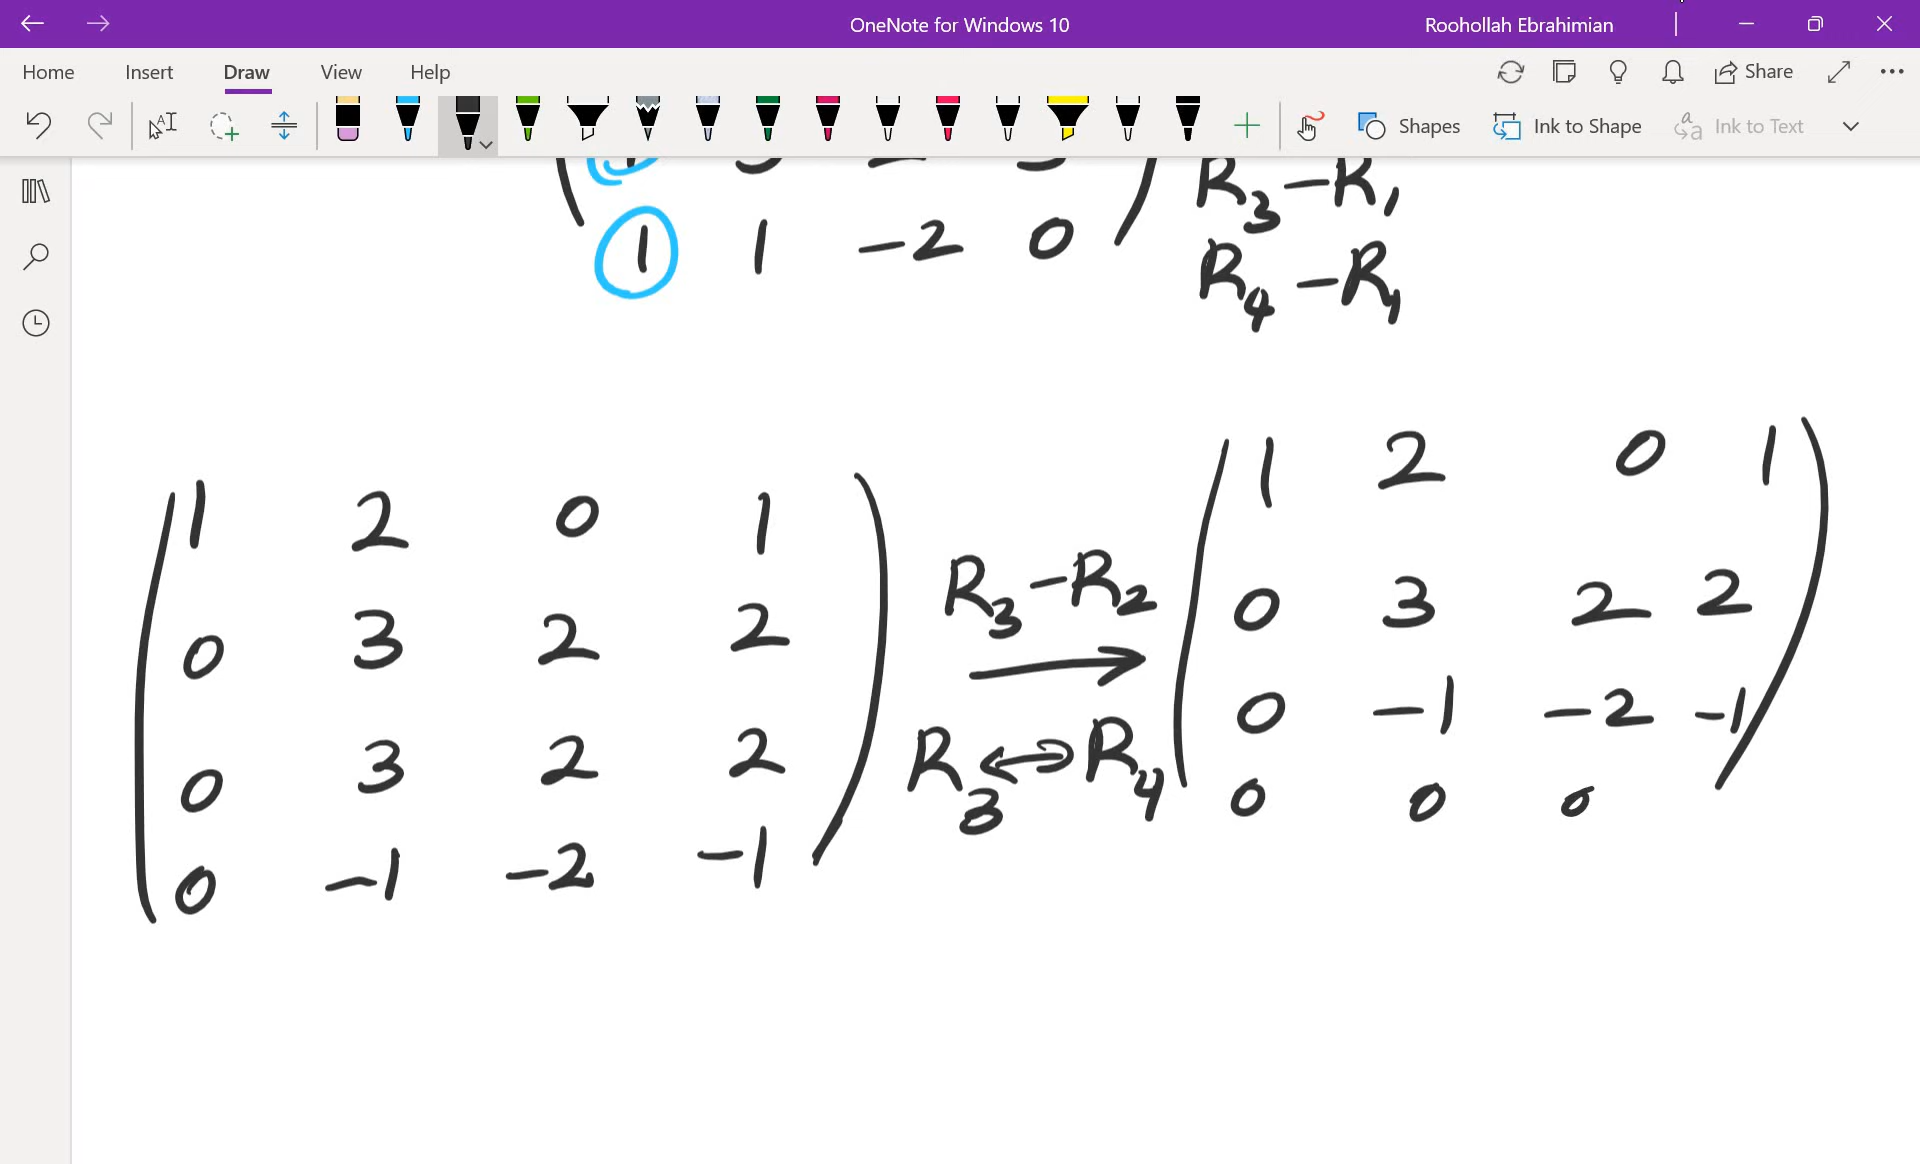 OneNote for Windows 10
Roohollah Ebrahimian
Home Insert Draw View Help
Share
Shapes Ink to Shape Ink to Text
R3 - R1
1 1 -2 0
R4 - R1
1 2 0 1
0 3 2 2
0 3 2 2
0 -1 -2 -1
R3 - R2
R3 ↔ R4
1 2 0 1
0 3 2 2
0 -1 -2 -1
0 0 0